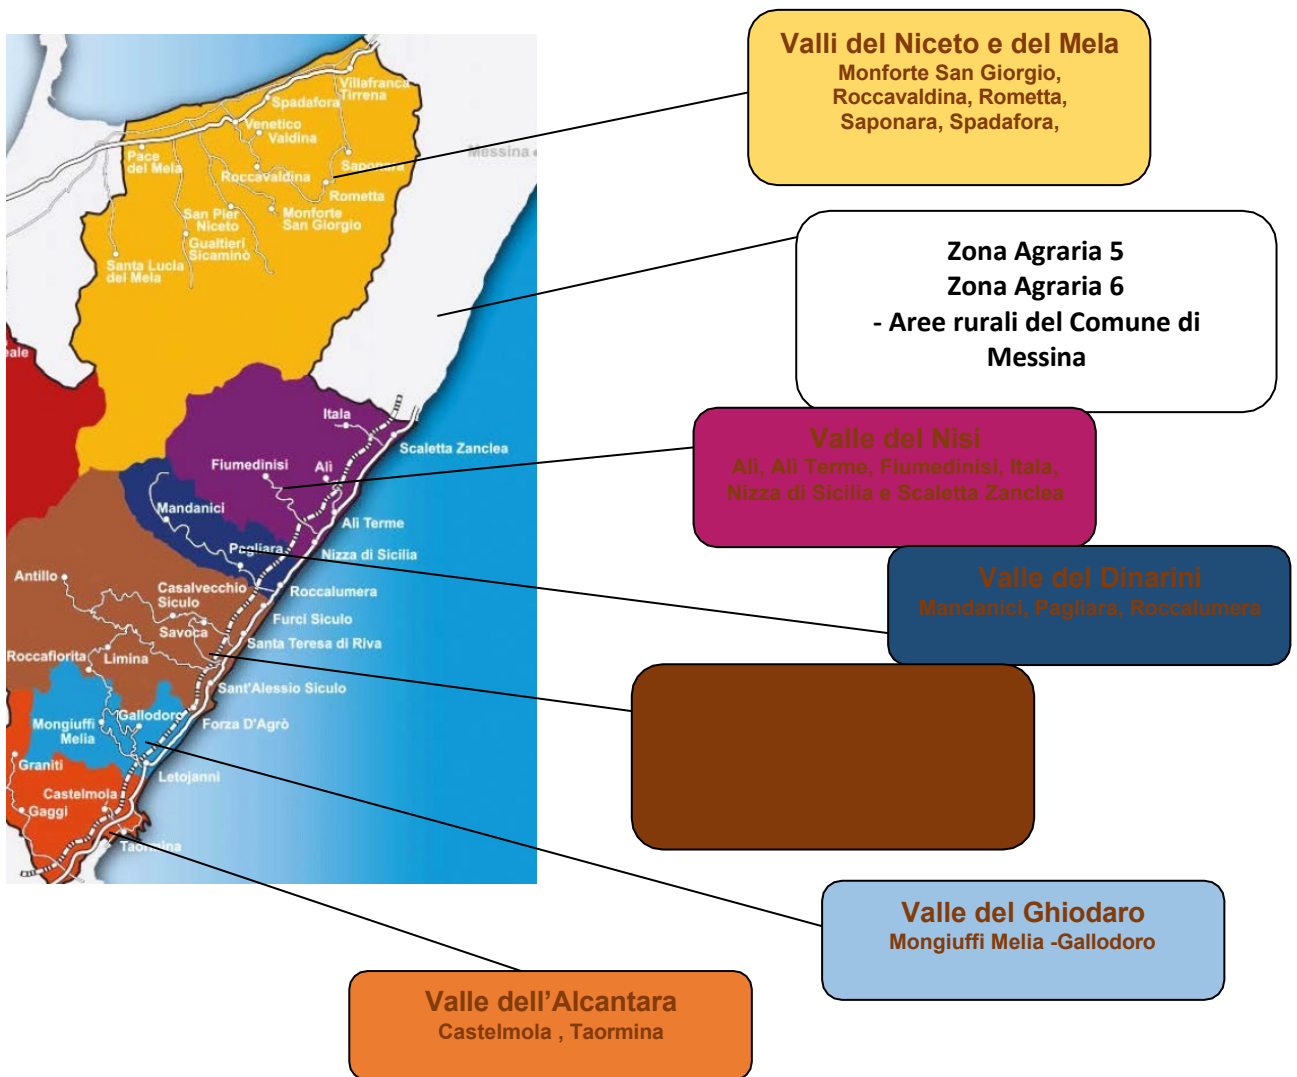 Valli del Niceto e del Mela
Monforte San Giorgio,
Roccavaldina, Rometta,
Saponara, Spadafora,
Zona Agraria 5
Zona Agraria 6
- Aree rurali del Comune di
Messina
Valle del Nisi
Alì, Alì Terme, Fiumedinisi, Itala,
Nizza di Sicilia e Scaletta Zanclea
Valle del Dinarini
Mandanici, Pagliara, Roccalumera
Valle del Ghiodaro
Mongiuffi Melia -Gallodoro
Valle dell’Alcantara
Castelmola , Taormina
Villafranca
Tirrena
Spadafora
Venetico
Valdina
Messina
Pace
del Mela
Saponara
Roccavaldina
Rometta
San Pier
Niceto
Monforte
San Giorgio
Gualtieri
Sicaminò
Santa Lucia
del Mela
eale
Itala
Scaletta Zanclea
Fiumedinisi
Alì
Mandanici
Alì Terme
Pagliara
Nizza di Sicilia
Antillo
Casalvecchio
Siculo
Roccalumera
Furci Siculo
Savoca
Santa Teresa di Riva
Roccafiorita
Limina
Sant'Alessio Siculo
Gallodoro
Mongiuffi
Melia
Forza D'Agrò
Graniti
Letojanni
Castelmola
Gaggi
Taormina